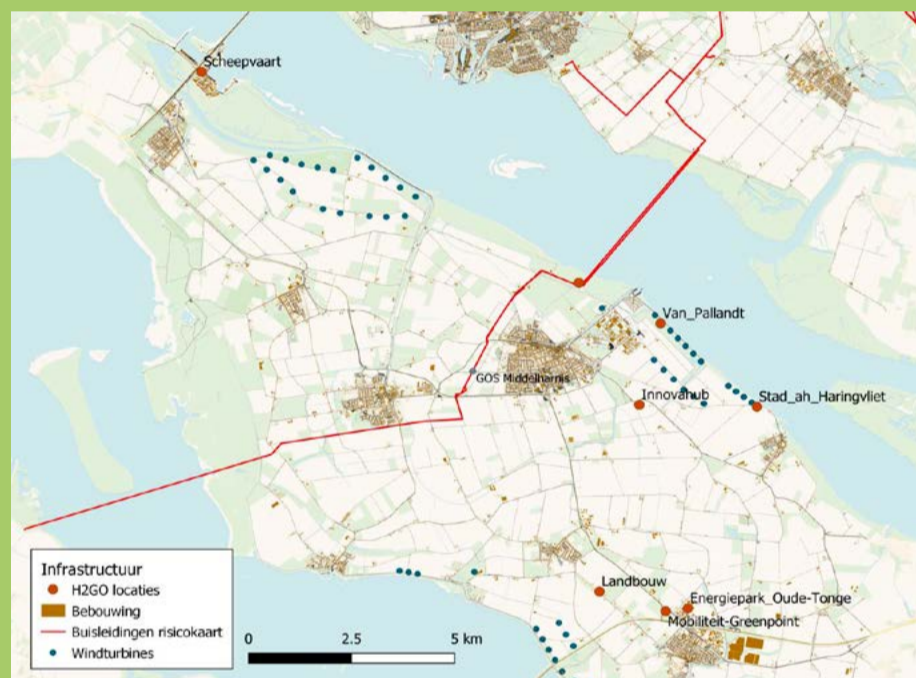 Scheepvaart
Van_Pallandt
GOS Middelharnis
Innovahub
Stad_ah_Haringvliet
Landbouw
Energiepark_Oude-Tonge
Mobiliteit-Greenpoint
Infrastructuur
H2GO locaties
Bebouwing
Buisleidingen risicokaart
Windturbines
0 2.5 5 km